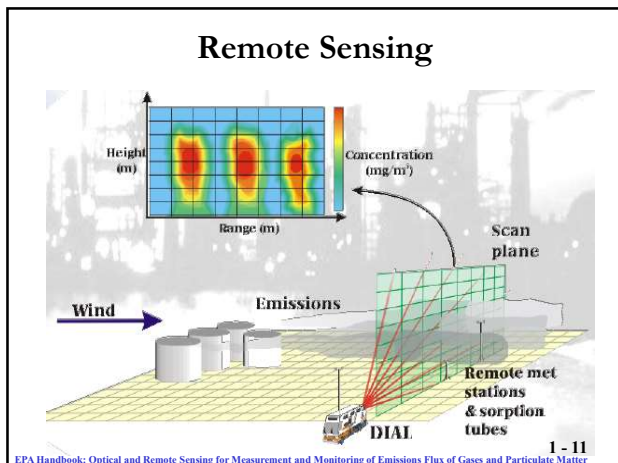 Remote Sensing
Height
(m)
Concentration
(mg/m³)
Range (m)
Scan
plane
Wind
Emissions
Remote met
stations
& sorption
tubes
DIAL
1 - 11
EPA Handbook: Optical and Remote Sensing for Measurement and Monitoring of Emissions Flux of Gases and Particulate Matter